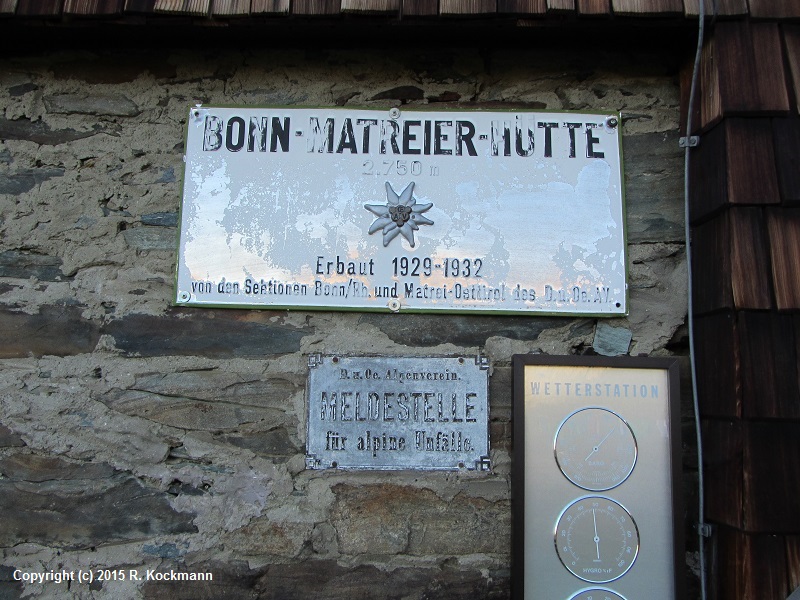 BONN-MATREIER-HÜTTE
2.750 m
Erbaut 1929-1932
von den Sektionen Bonn/Rh. und Matrei-Osttirol des D.u.Oe.AV.
D.u.Oe. Alpenverein.
MELDESTELLE
für alpine Unfälle.
WETTERSTATION
Copyright (c) 2015 R. Kockmann